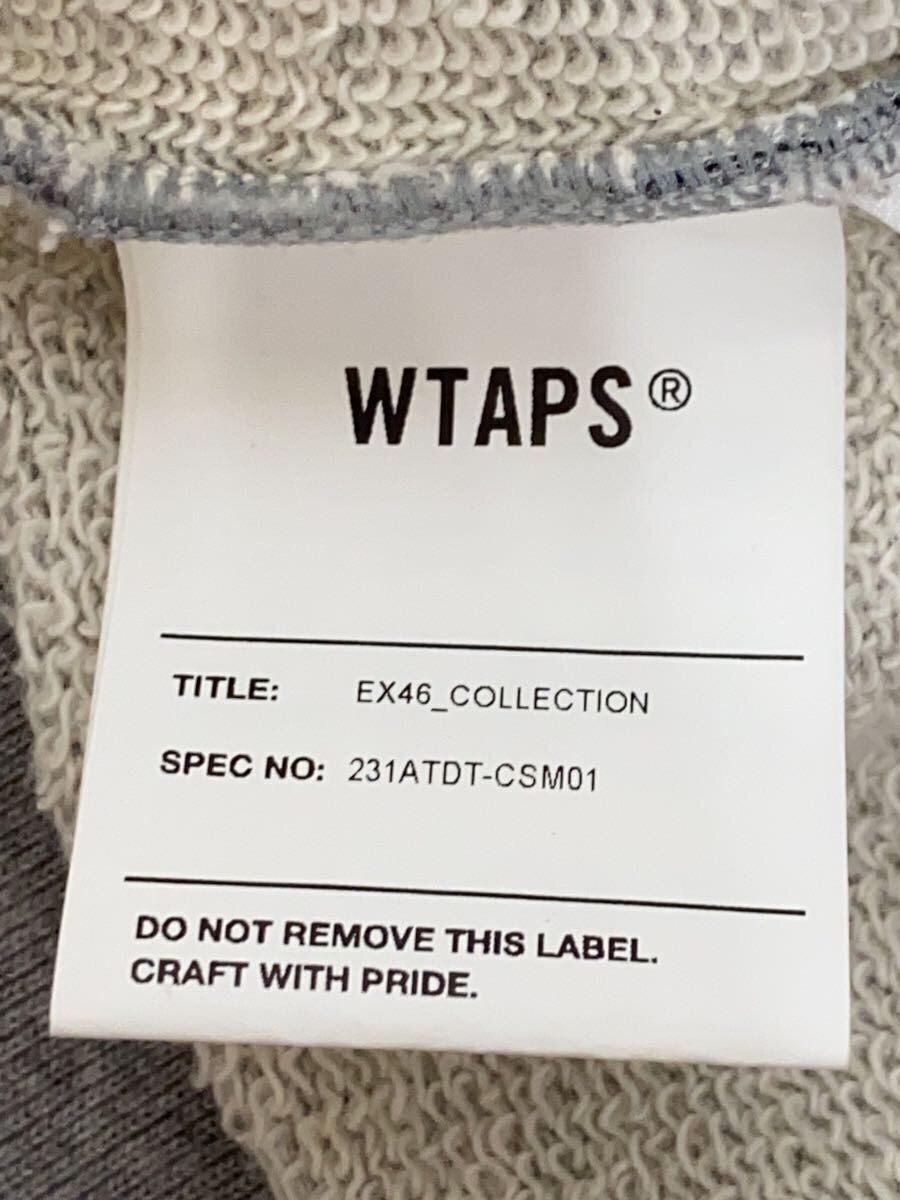 WTAPS®
TITLE: EX46_COLLECTION
SPEC NO: 231ATDT-CSM01
DO NOT REMOVE THIS LABEL.
CRAFT WITH PRIDE.